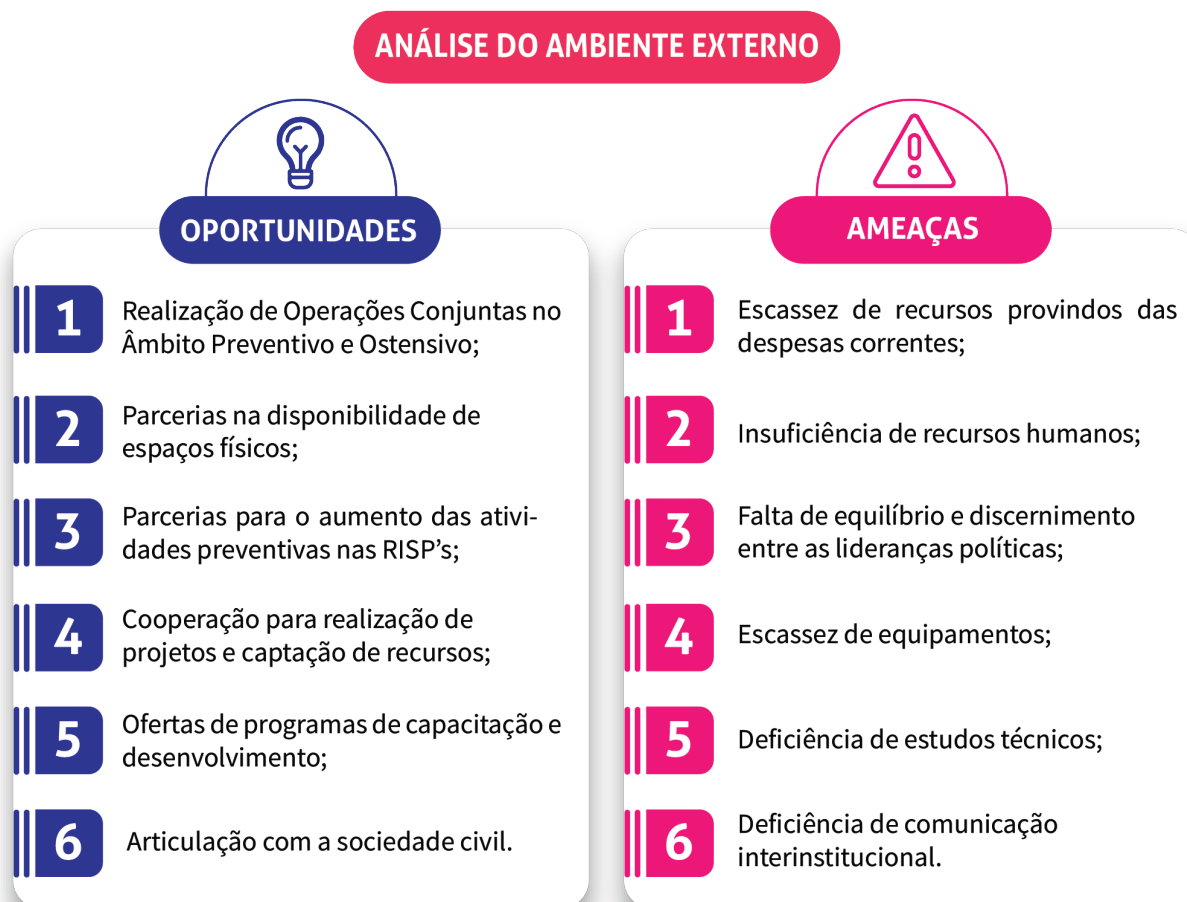 ANÁLISE DO AMBIENTE EXTERNO
OPORTUNIDADES
1
Realização de Operações Conjuntas no
Âmbito Preventivo e Ostensivo;
2
Parcerias na disponibilidade de
espaços físicos;
3
Parcerias para o aumento das ativi-
dades preventivas nas RISP’s;
4
Cooperação para realização de
projetos e captação de recursos;
5
Ofertas de programas de capacitação e
desenvolvimento;
6
Articulação com a sociedade civil.
AMEAÇAS
1
Escassez de recursos provindos das
despesas correntes;
2
Insuficiência de recursos humanos;
3
Falta de equilíbrio e discernimento
entre as lideranças políticas;
4
Escassez de equipamentos;
5
Deficiência de estudos técnicos;
6
Deficiência de comunicação
interinstitucional.